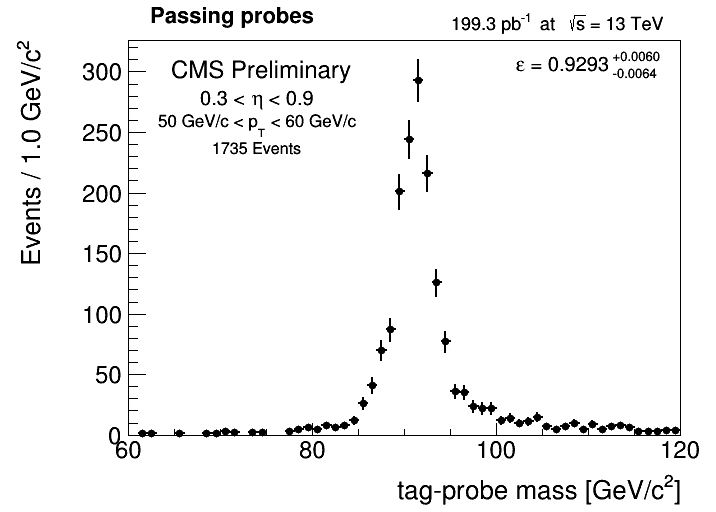 Passing probes
199.3 pb⁻¹ at √s = 13 TeV
CMS Preliminary
ε = 0.9293 +0.0060 -0.0064
0.3 < η < 0.9
50 GeV/c < p_T < 60 GeV/c
1735 Events
Events / 1.0 GeV/c²
300
250
200
150
100
50
0
60 80 100 120
tag-probe mass [GeV/c²]